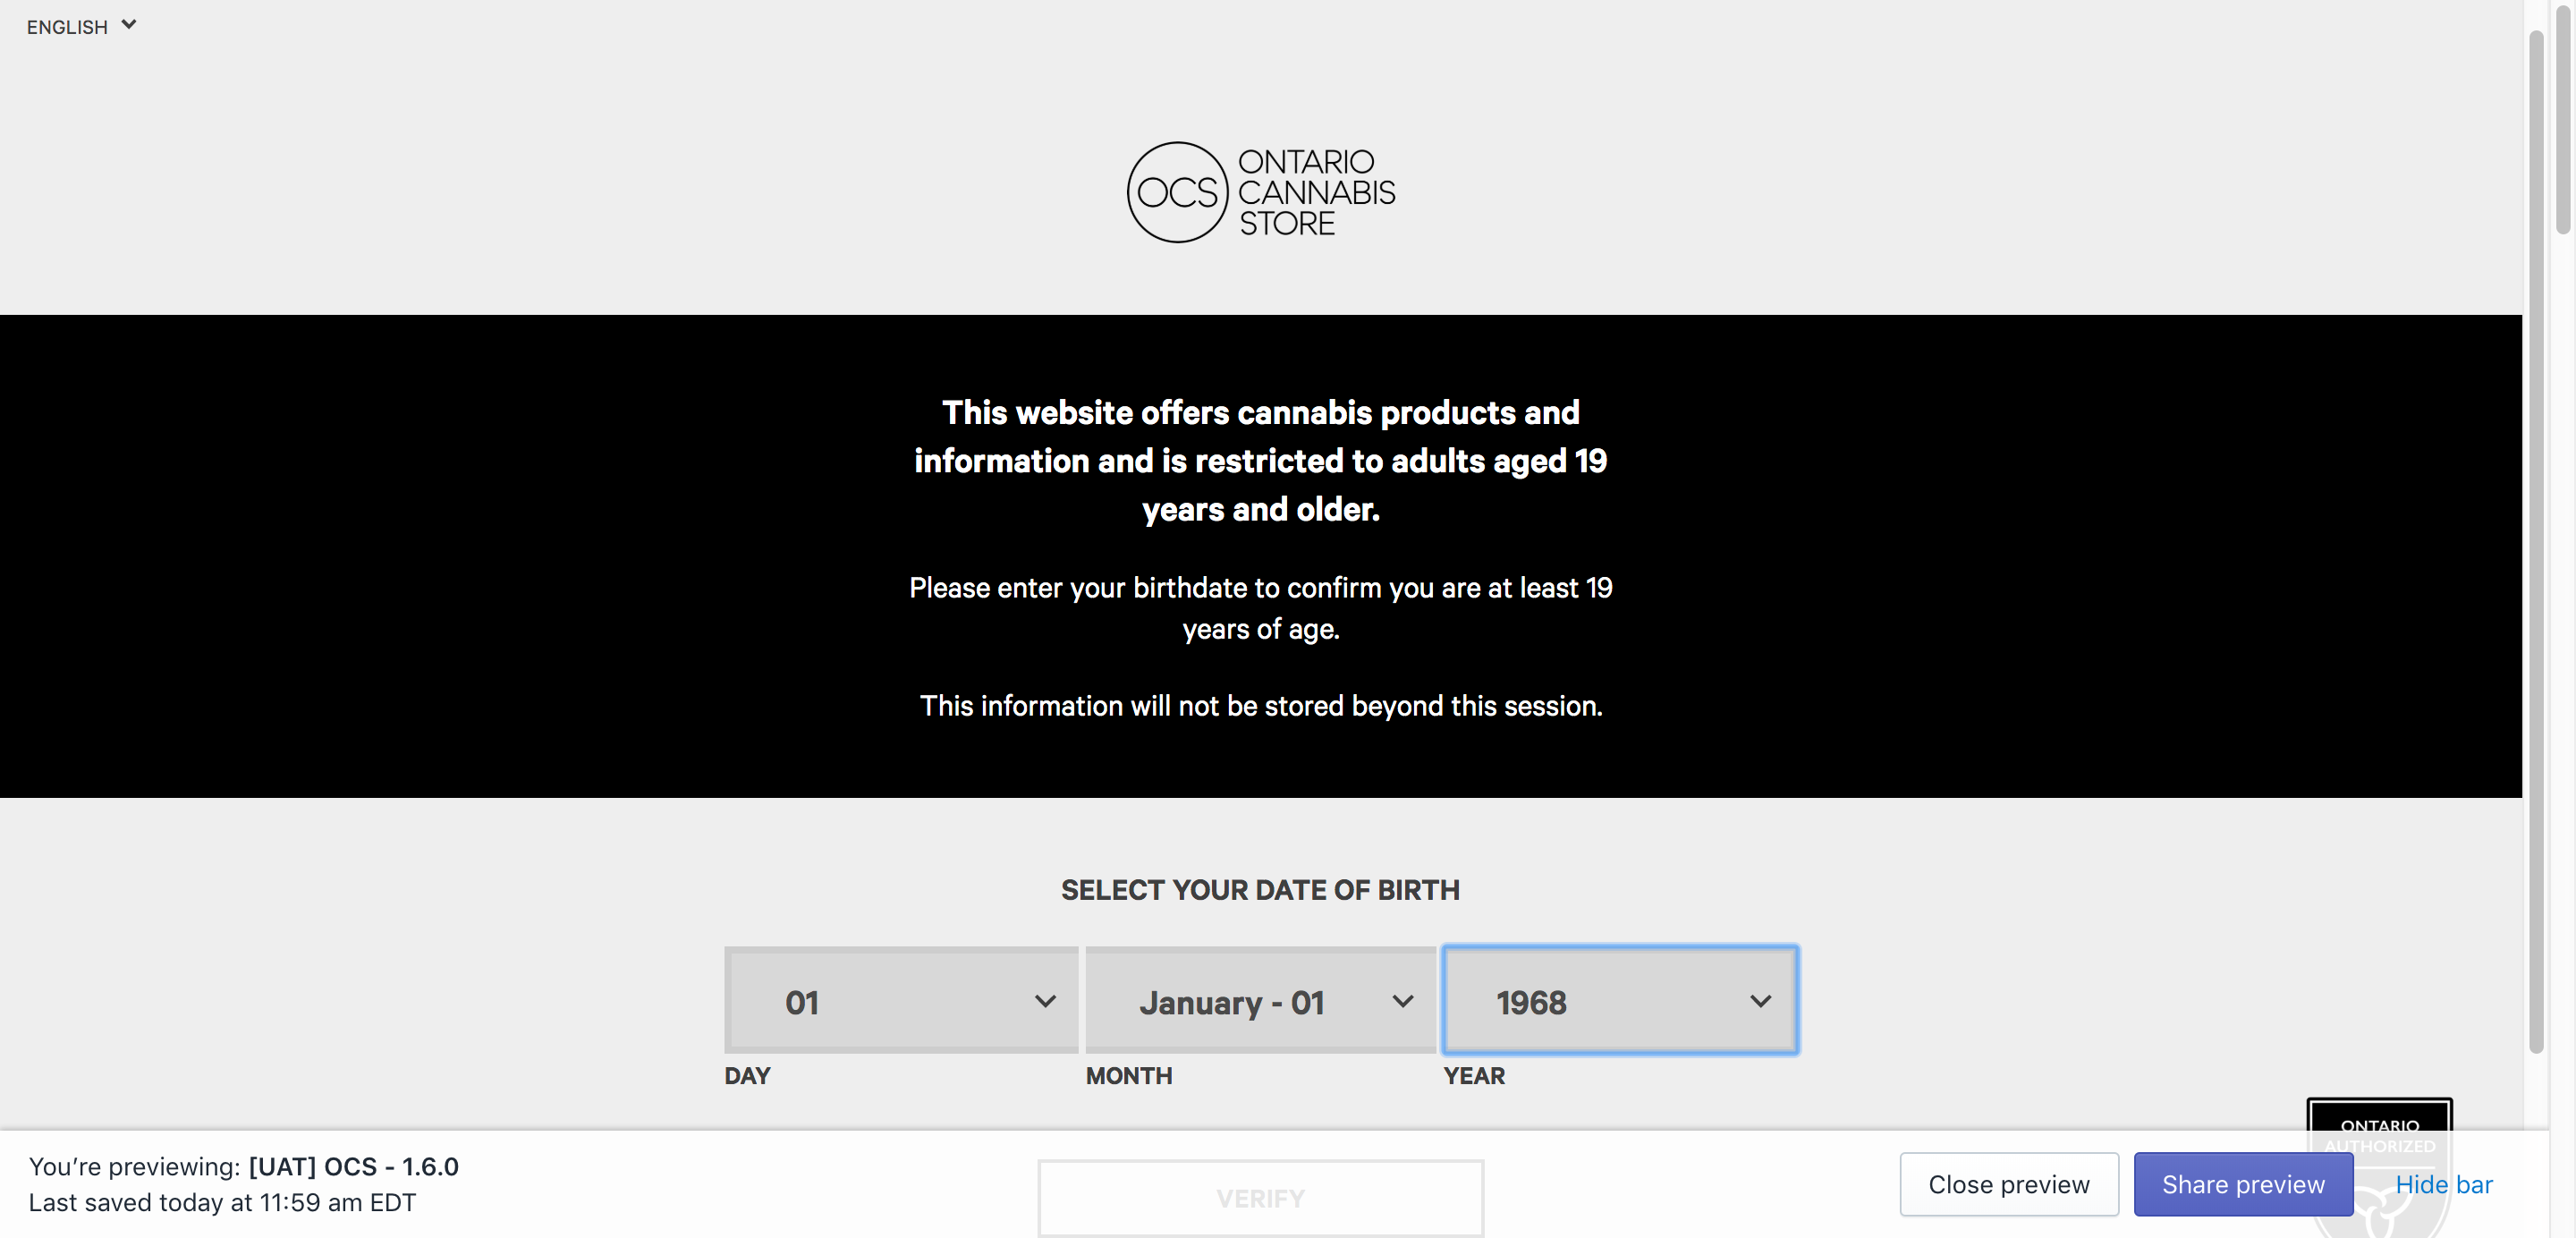 ENGLISH
OCS
ONTARIO
CANNABIS
STORE
This website offers cannabis products and
information and is restricted to adults aged 19
years and older.
Please enter your birthdate to confirm you are at least 19
years of age.
This information will not be stored beyond this session.
SELECT YOUR DATE OF BIRTH
01
January - 01
1968
DAY
MONTH
YEAR
ONTARIO
AUTHORIZED
You're previewing: [UAT] OCS - 1.6.0
Last saved today at 11:59 am EDT
VERIFY
Close preview
Share preview
Hide bar